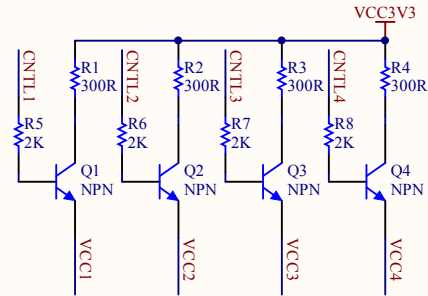 VCC3V3
CNTL1
R1
300R
CNTL2
R2
300R
CNTL3
R3
300R
CNTL4
R4
300R
R5
2K
R6
2K
R7
2K
R8
2K
Q1
NPN
Q2
NPN
Q3
NPN
Q4
NPN
VCC1
VCC2
VCC3
VCC4